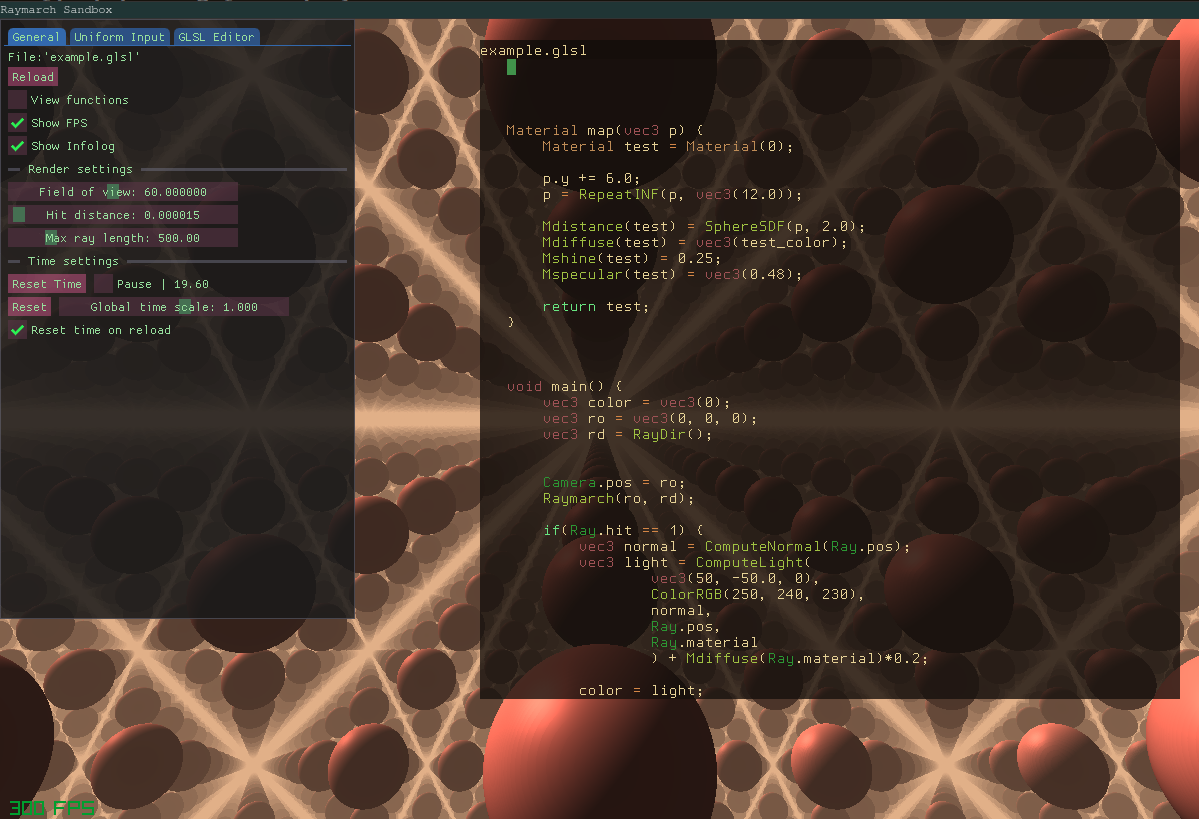 Raymarch Sandbox
General Uniform Input GLSL Editor
File:'example.glsl'
Reload
View functions
Show FPS
Show Infolog
Render settings
Field of view: 60.000000
Hit distance: 0.000015
Max ray length: 500.00
Time settings
Reset Time Pause | 19.60
Reset Global time scale: 1.000
Reset time on reload
example.glsl
Material map(vec3 p) {
Material test = Material(0);
p.y += 6.0;
p = RepeatINF(p, vec3(12.0));
Mdistance(test) = SphereSDF(p, 2.0);
Mdiffuse(test) = vec3(test_color);
Mshine(test) = 0.25;
Mspecular(test) = vec3(0.48);
return test;
}
void main() {
vec3 color = vec3(0);
vec3 ro = vec3(0, 0, 0);
vec3 rd = RayDir();
Camera.pos = ro;
Raymarch(ro, rd);
if(Ray.hit == 1) {
vec3 normal = ComputeNormal(Ray.pos);
vec3 light = ComputeLight(
vec3(50, -50.0, 0),
ColorRGB(250, 240, 230),
normal,
Ray.pos,
Ray.material
) + Mdiffuse(Ray.material)*0.2;
color = light;
300 FPS